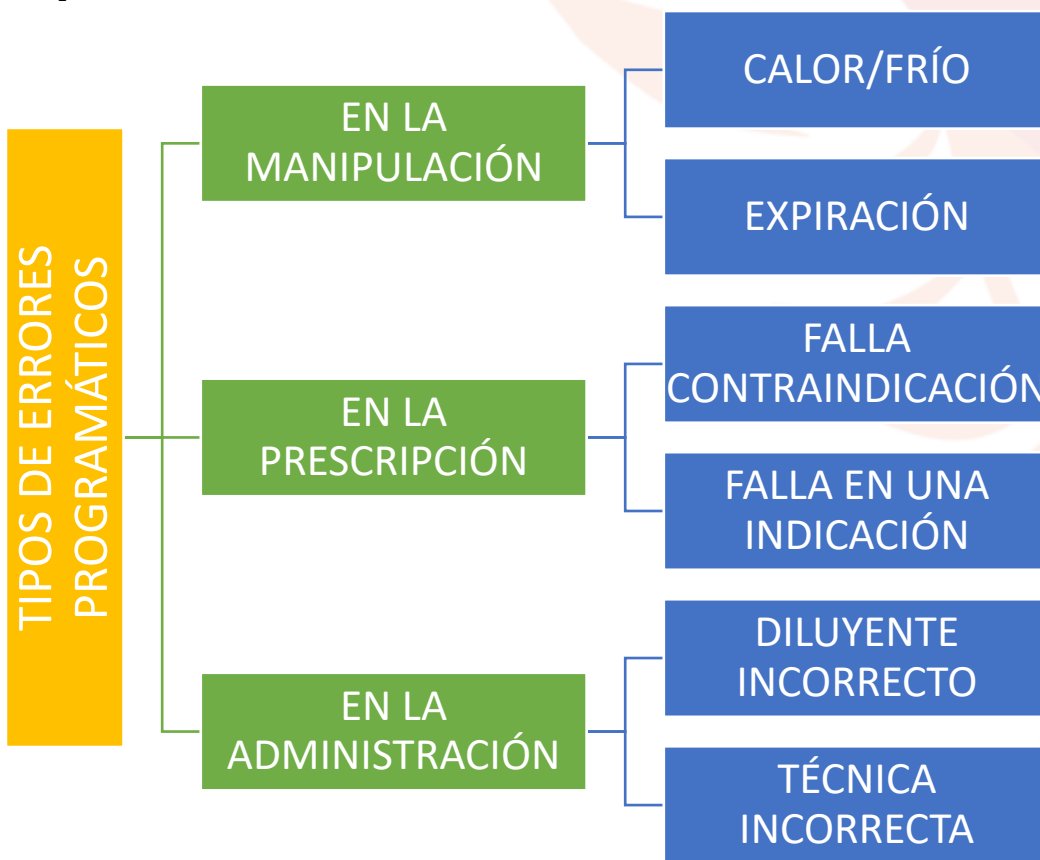 TIPOS DE ERRORES
PROGRAMÁTICOS
EN LA
MANIPULACIÓN
CALOR/FRÍO
EXPIRACIÓN
EN LA
PRESCRIPCIÓN
FALLA
CONTRAINDICACIÓN
FALLA EN UNA
INDICACIÓN
EN LA
ADMINISTRACIÓN
DILUYENTE
INCORRECTO
TÉCNICA
INCORRECTA